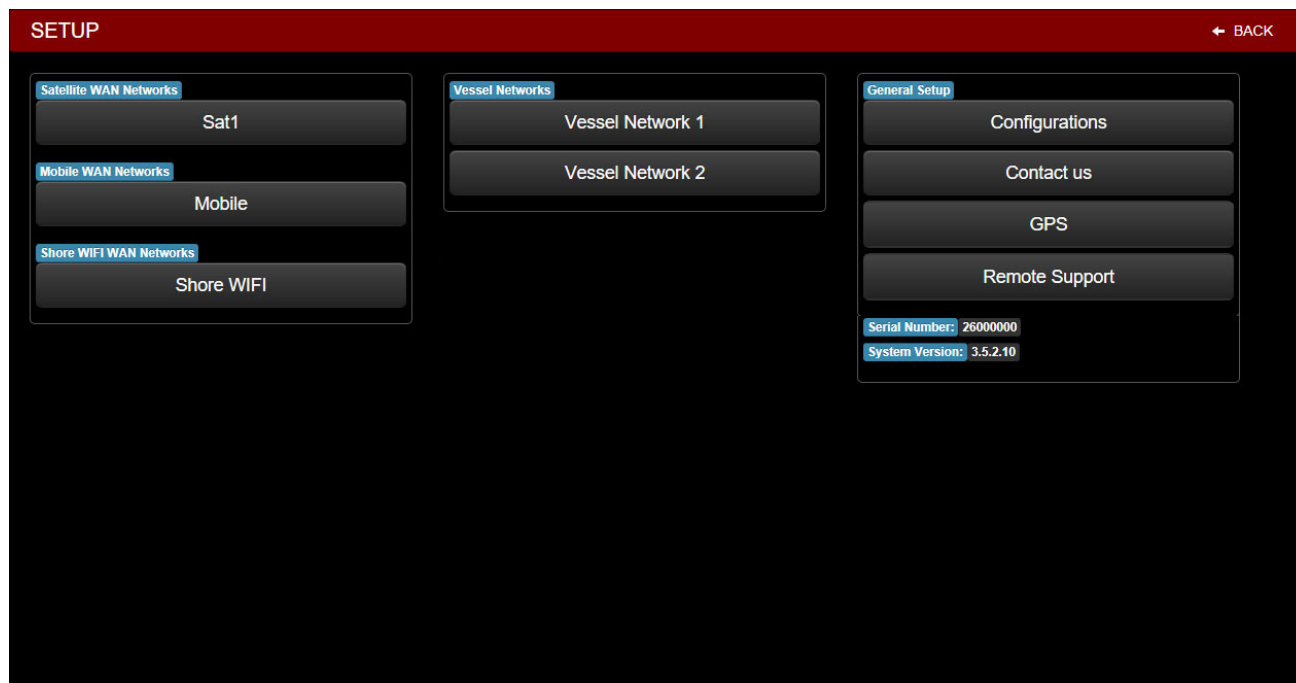 SETUP
BACK
Satellite WAN Networks
Sat1
Mobile WAN Networks
Mobile
Shore WIFI WAN Networks
Shore WIFI
Vessel Networks
Vessel Network 1
Vessel Network 2
General Setup
Configurations
Contact us
GPS
Remote Support
Serial Number: 26000000
System Version: 3.5.2.10